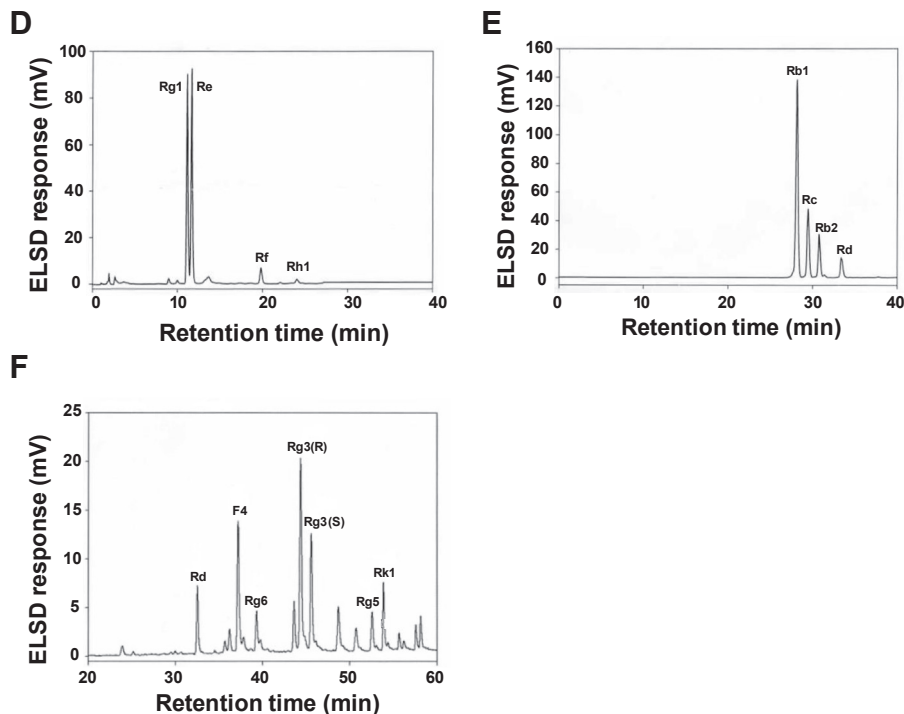 D
ELSD response (mV)
100
80
60
40
20
0
Rg1 Re
Rf
Rh1
0 10 20 30 40
Retention time (min)
E
ELSD response (mV)
160
140
120
100
80
60
40
20
0
Rb1
Rc
Rb2
Rd
0 10 20 30 40
Retention time (min)
F
ELSD response (mV)
25
20
15
10
5
0
Rg3(R)
F4
Rg3(S)
Rd
Rk1
Rg6
Rg5
20 30 40 50 60
Retention time (min)